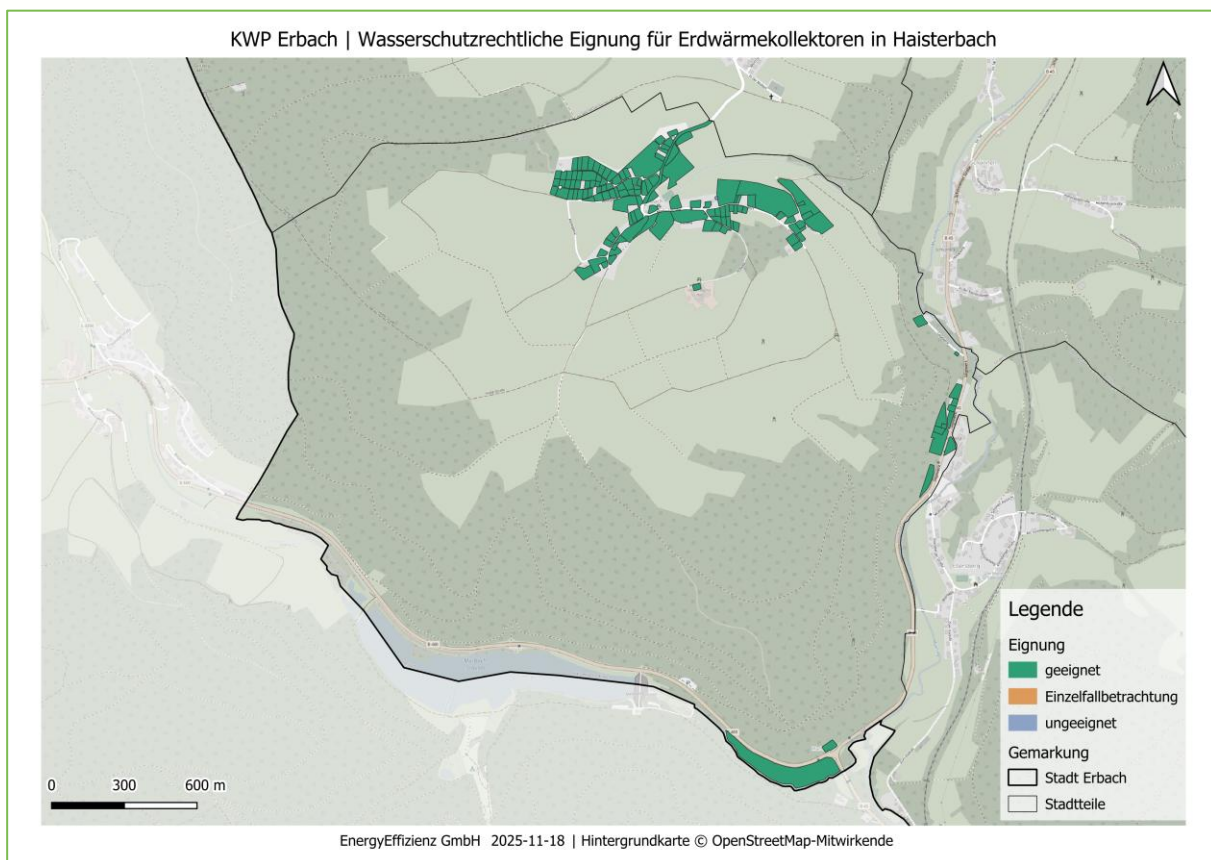 KWP Erbach | Wasserschutzrechtliche Eignung für Erdwärmekollektoren in Haisterbach
Legende
Eignung
geeignet
Einzelfallbetrachtung
ungeeignet
Gemarkung
Stadt Erbach
Stadtteile
0 300 600 m
EnergyEffizienz GmbH 2025-11-18 | Hintergrundkarte © OpenStreetMap-Mitwirkende